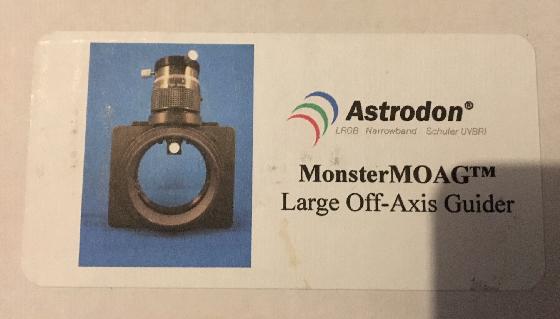 Astrodon®
LRGB Narrowband Schuler UVBRI
MonsterMOAG™
Large Off-Axis Guider